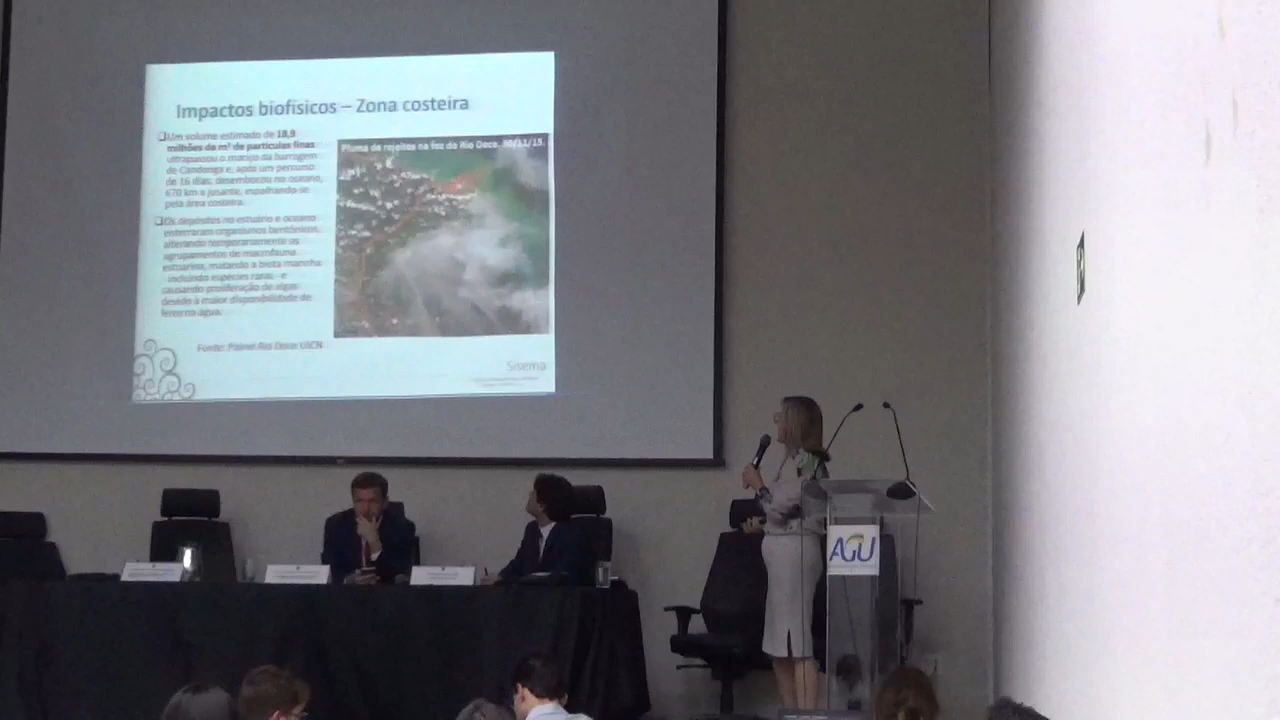 Impactos biofísicos – Zona costeira
❑Um volume estimado de 18,9
milhões de m³ de partículas finas
ultrapassou o maciço da barragem
de Candonga e, após um percurso
de 16 dias, desembocou no oceano,
670 km a jusante, espalhando-se
pela área costeira.
❑Os depósitos no estuário e oceano
enterraram organismos bentônicos,
alterando temporariamente os
agrupamentos de macrofauna
estuarina, matando a biota marinha
- incluindo espécies raras - e
causando proliferação de algas
devido à maior disponibilidade de
ferro na água.
Pluma de rejeitos na foz do Rio Doce. 30/11/15.
Fonte: Painel Rio Doce UICN
Sisema
AGU